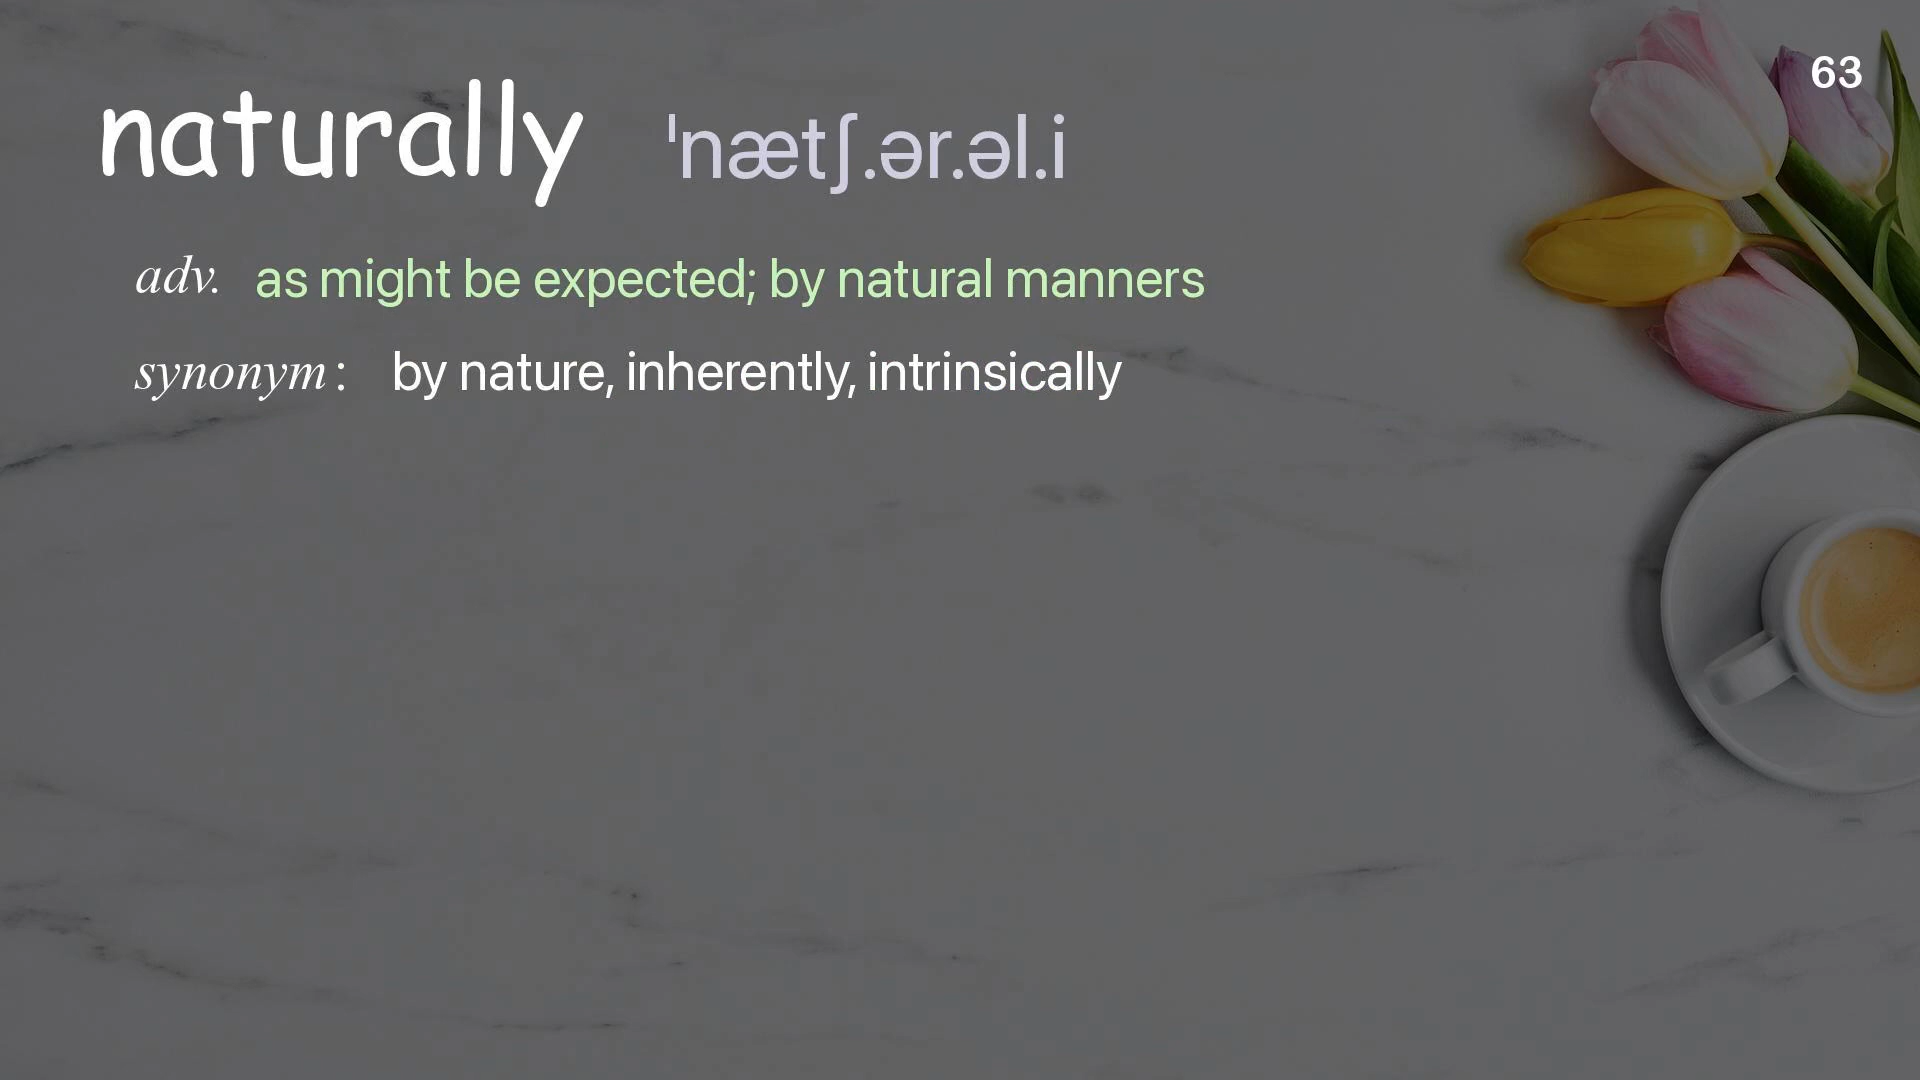 63
naturally ˈnætʃ.ər.əl.i
adv. as might be expected; by natural manners
synonym: by nature, inherently, intrinsically